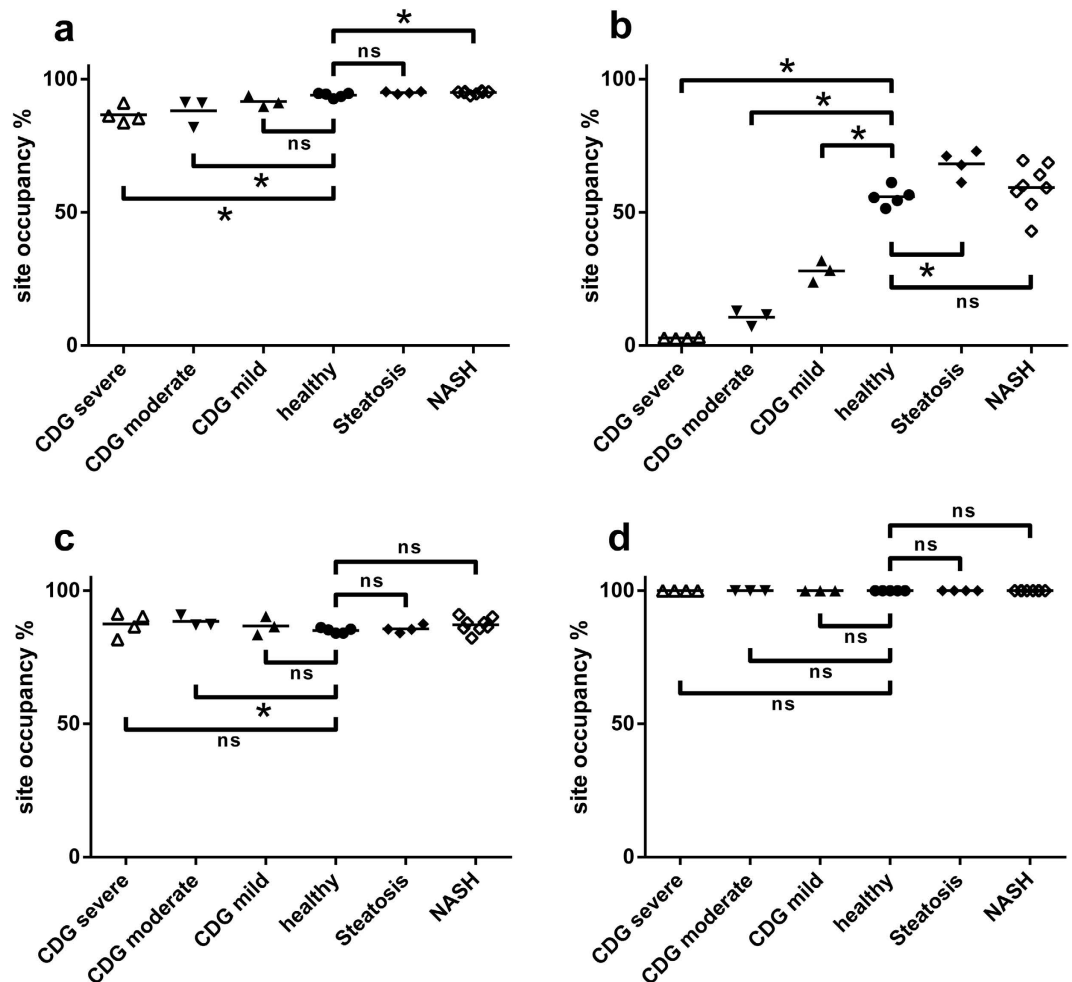 a
*
ns
100
50
0
site occupancy %
ns
*
*
CDG severe
CDG moderate
CDG mild
healthy
Steatosis
NASH
b
*
*
*
100
50
0
site occupancy %
*
ns
CDG severe
CDG moderate
CDG mild
healthy
Steatosis
NASH
c
ns
ns
100
50
0
site occupancy %
ns
*
ns
CDG severe
CDG moderate
CDG mild
healthy
Steatosis
NASH
d
ns
ns
100
50
0
site occupancy %
ns
ns
ns
CDG severe
CDG moderate
CDG mild
healthy
Steatosis
NASH